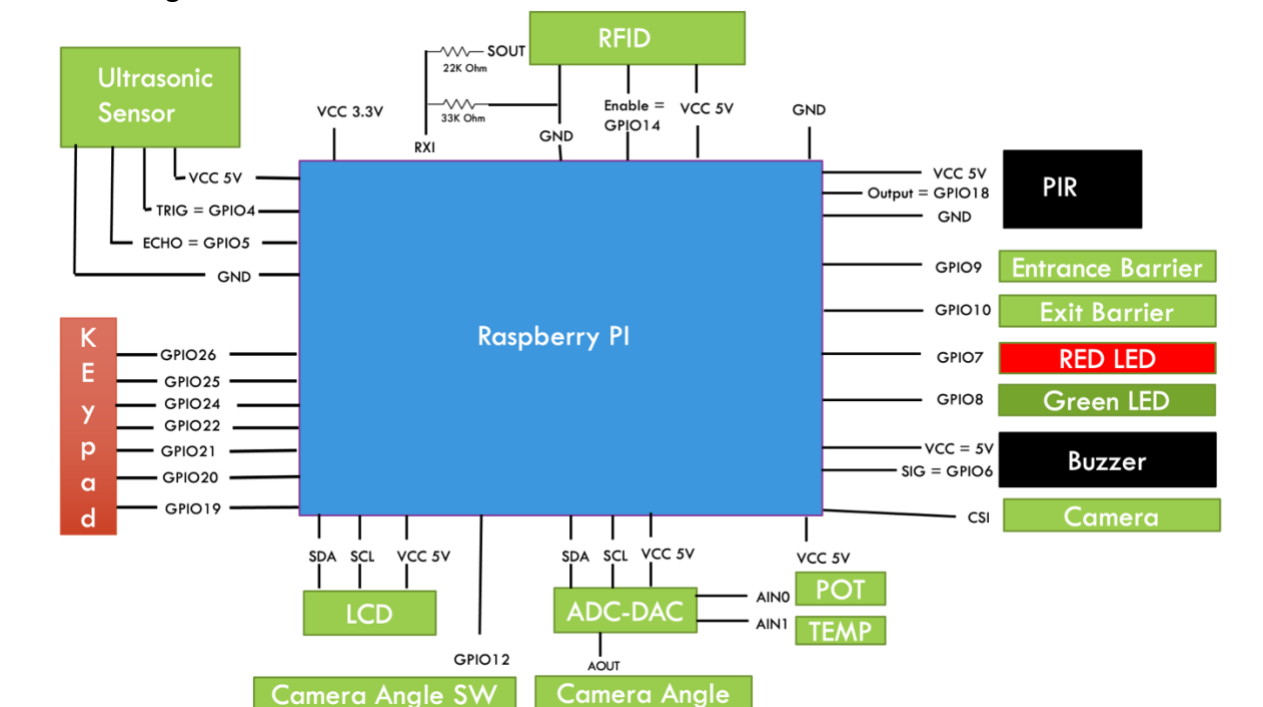 RFID
SOUT
22K Ohm
Ultrasonic
Sensor
VCC 3.3V
33K Ohm
Enable =
GPIO14
VCC 5V
GND
RXI
GND
VCC 5V
TRIG = GPIO4
ECHO = GPIO5
GND
VCC 5V
Output = GPIO18
GND
PIR
GPIO9
Entrance Barrier
GPIO10
Exit Barrier
Raspberry PI
GPIO7
RED LED
GPIO8
Green LED
K
E
y
p
a
d
GPIO26
GPIO25
GPIO24
GPIO22
GPIO21
GPIO20
GPIO19
VCC = 5V
SIG = GPIO6
Buzzer
CSI
Camera
SDA
SCL
VCC 5V
LCD
GPIO12
Camera Angle SW
SDA
SCL
VCC 5V
ADC-DAC
AIN0
AIN1
AOUT
Camera Angle
VCC 5V
POT
TEMP